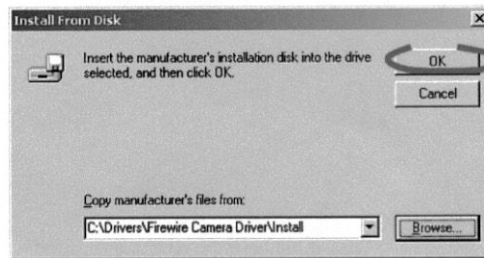 Install From Disk
Insert the manufacturer's installation disk into the drive
selected, and then click OK.
OK
Cancel
Copy manufacturer's files from:
C:\Drivers\Firewire Camera Driver\Install
Browse...